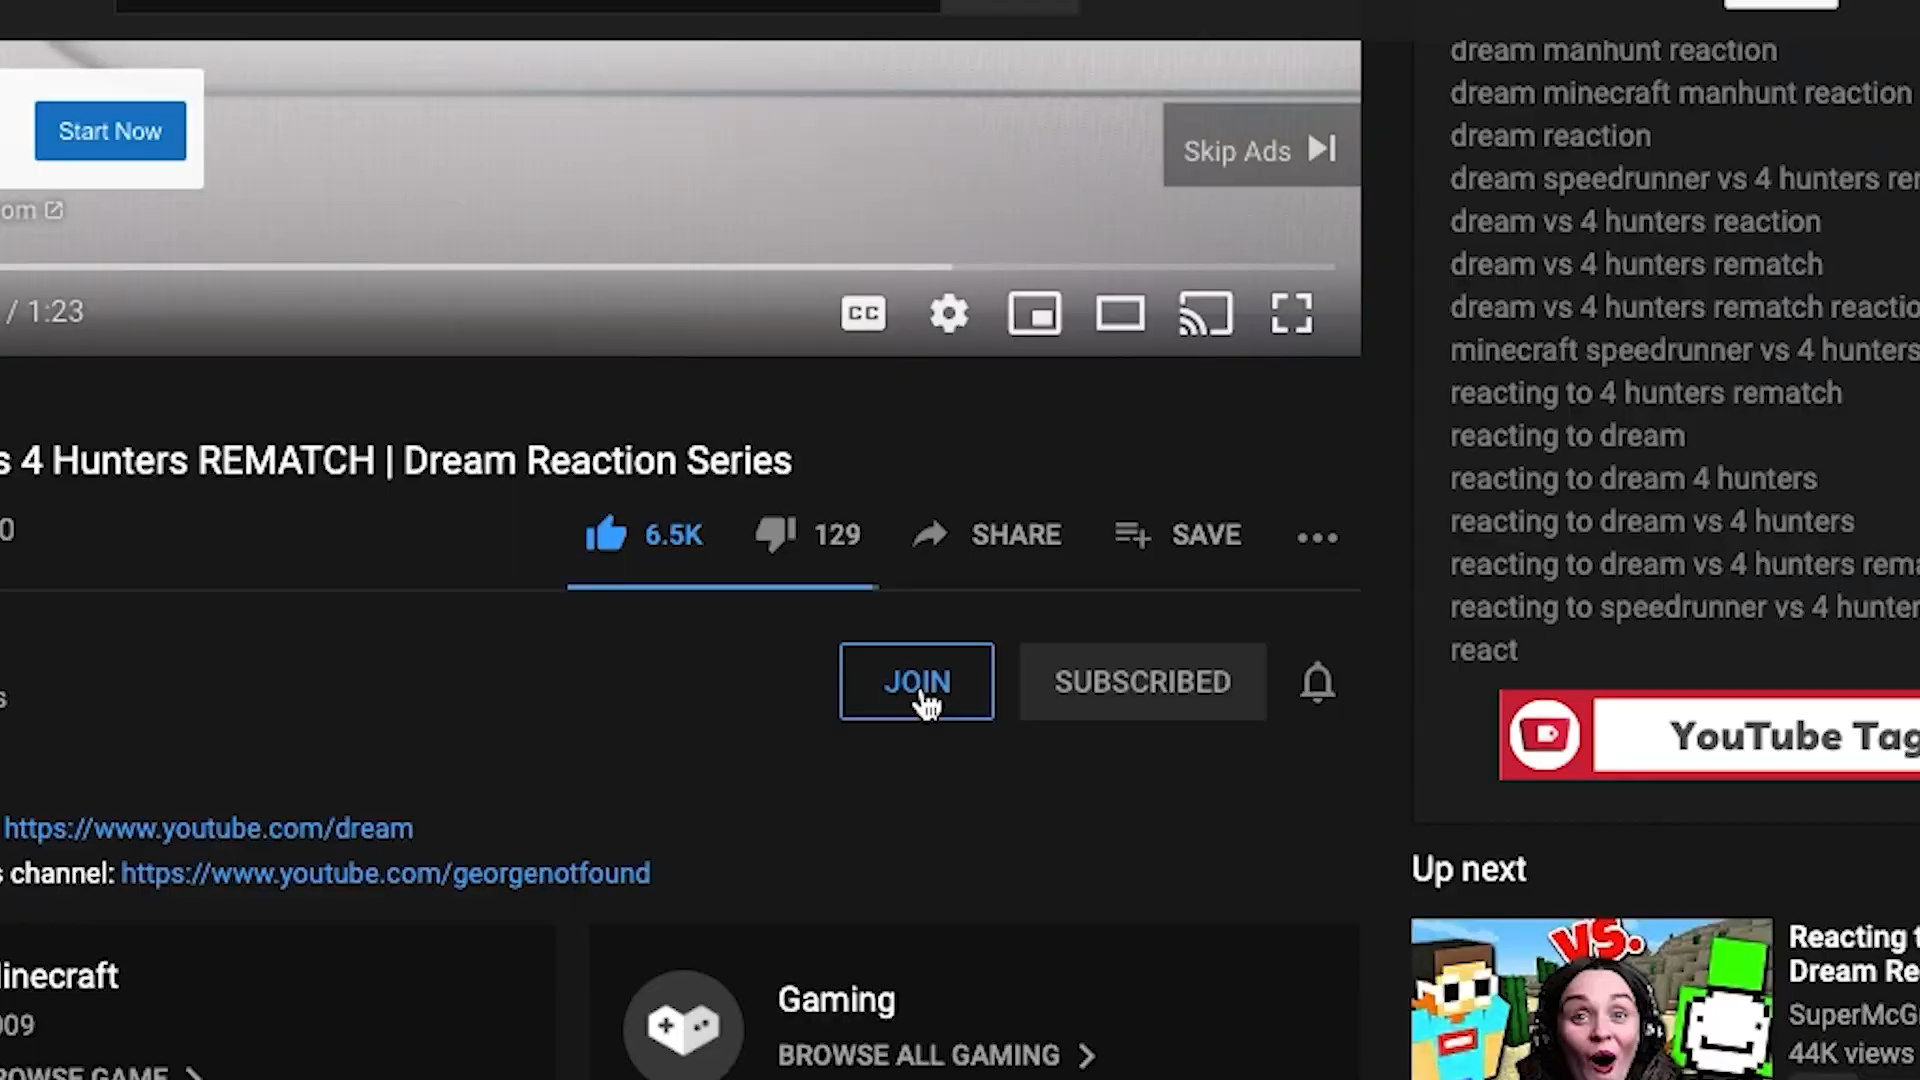 Start Now
Skip Ads
om
/ 1:23
CC
s 4 Hunters REMATCH | Dream Reaction Series
0
6.5K
129
SHARE
SAVE
JOIN
SUBSCRIBED
s
https://www.youtube.com/dream
s channel: https://www.youtube.com/georgenotfound
inecraft
009
OWSE GAME
Gaming
BROWSE ALL GAMING
dream manhunt reaction
dream minecraft manhunt reaction
dream reaction
dream speedrunner vs 4 hunters rer
dream vs 4 hunters reaction
dream vs 4 hunters rematch
dream vs 4 hunters rematch reactio
minecraft speedrunner vs 4 hunters
reacting to 4 hunters rematch
reacting to dream
reacting to dream 4 hunters
reacting to dream vs 4 hunters
reacting to dream vs 4 hunters rema
reacting to speedrunner vs 4 hunter
react
YouTube Tag
Up next
VS.
Reacting t
Dream Re
SuperMcG
44K views